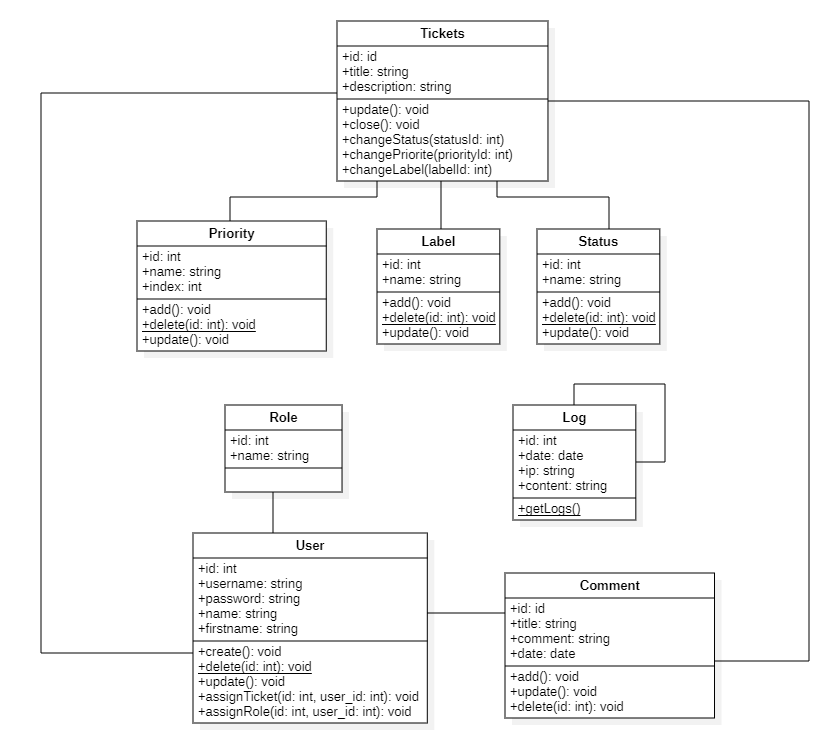 Tickets
+id: id
+title: string
+description: string
+update(): void
+close(): void
+changeStatus(statusId: int)
+changePriorite(priorityId: int)
+changeLabel(labelId: int)
Priority
+id: int
+name: string
+index: int
+add(): void
+delete(id: int): void
+update(): void
Label
+id: int
+name: string
+add(): void
+delete(id: int): void
+update(): void
Status
+id: int
+name: string
+add(): void
+delete(id: int): void
+update(): void
Role
+id: int
+name: string
Log
+id: int
+date: date
+ip: string
+content: string
+getLogs()
User
+id: int
+username: string
+password: string
+name: string
+firstname: string
+create(): void
+delete(id: int): void
+update(): void
+assignTicket(id: int, user_id: int): void
+assignRole(id: int, user_id: int): void
Comment
+id: id
+title: string
+comment: string
+date: date
+add(): void
+update(): void
+delete(id: int): void